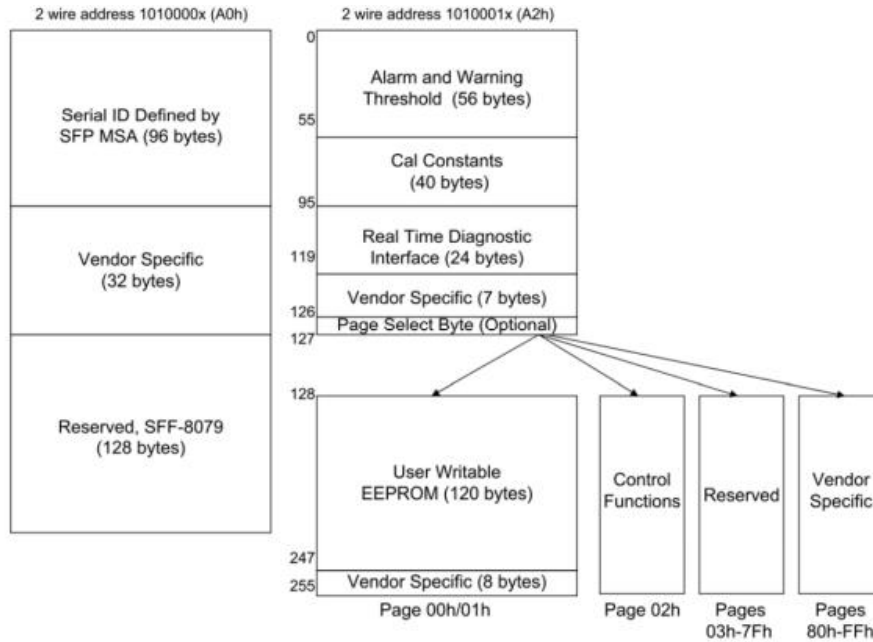 2 wire address 1010000x (A0h)
Serial ID Defined by
SFP MSA (96 bytes)
Vendor Specific
(32 bytes)
Reserved, SFF-8079
(128 bytes)
2 wire address 1010001x (A2h)
0
Alarm and Warning
Threshold (56 bytes)
55
Cal Constants
(40 bytes)
95
Real Time Diagnostic
Interface (24 bytes)
119
Vendor Specific (7 bytes)
126
Page Select Byte (Optional)
127
128
User Writable
EEPROM (120 bytes)
247
Vendor Specific (8 bytes)
255
Page 00h/01h
Control
Functions
Page 02h
Reserved
Pages
03h-7Fh
Vendor
Specific
Pages
80h-FFh